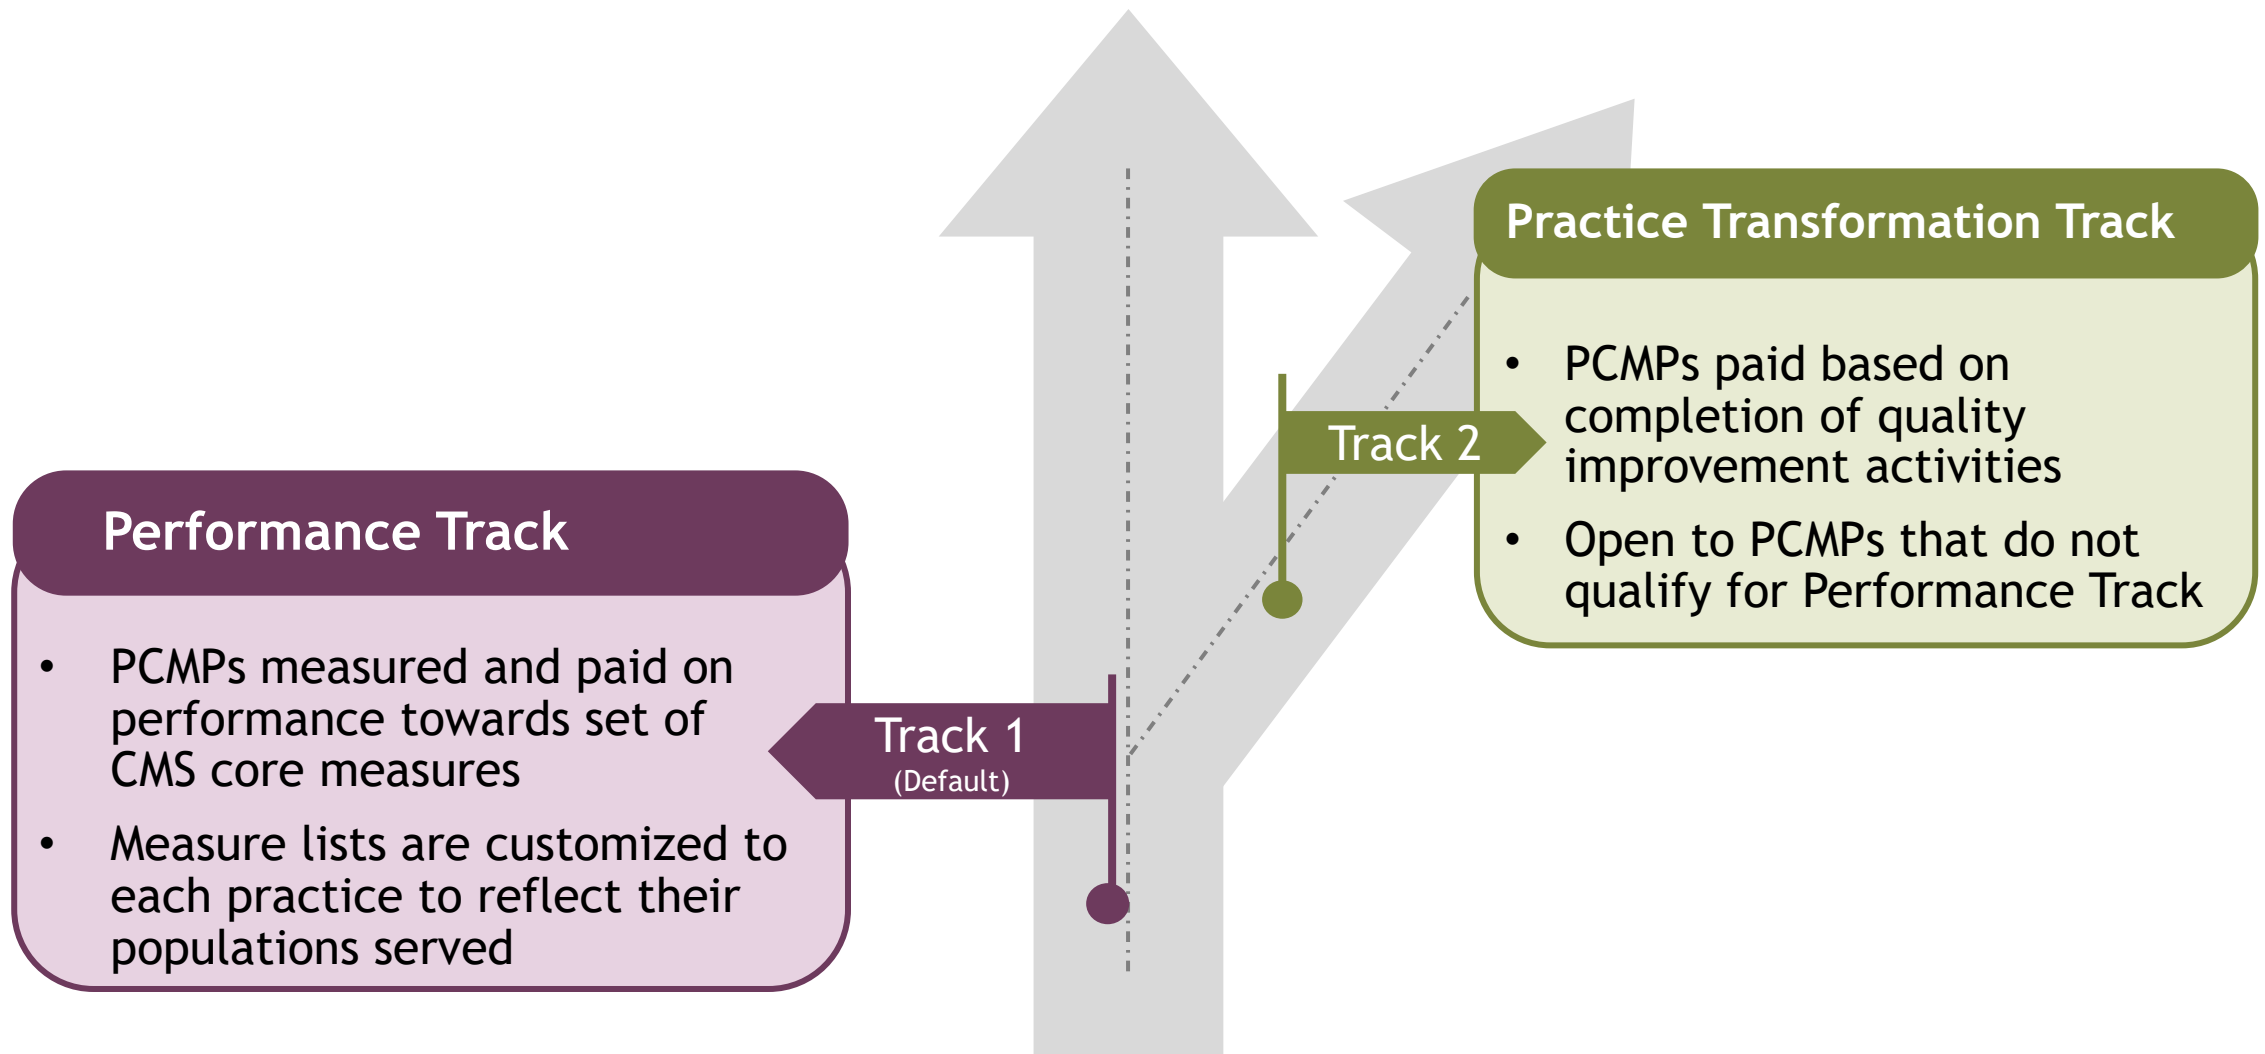 Practice Transformation Track
• PCMPs paid based on
completion of quality
improvement activities
• Open to PCMPs that do not
qualify for Performance Track
Track 2
Performance Track
• PCMPs measured and paid on
performance towards set of
CMS core measures
• Measure lists are customized to
each practice to reflect their
populations served
Track 1
(Default)